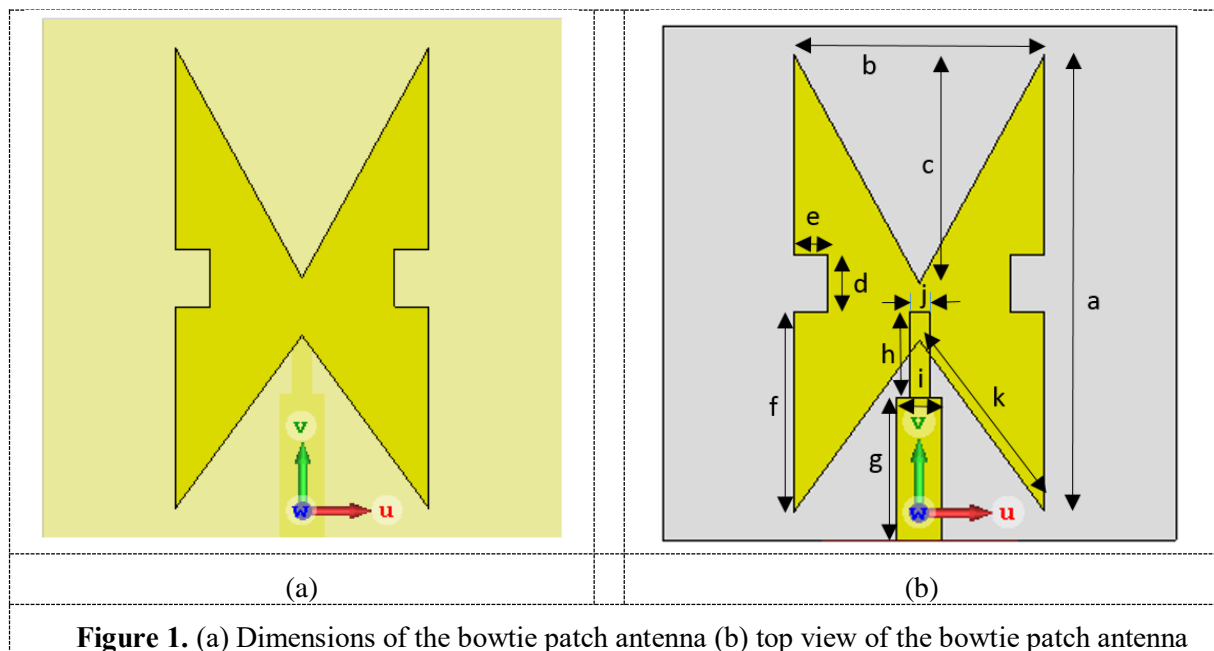 v
w
u
b
c
e
d
j
a
h
i
k
f
g
v
w
u
(a)
(b)
Figure 1. (a) Dimensions of the bowtie patch antenna (b) top view of the bowtie patch antenna